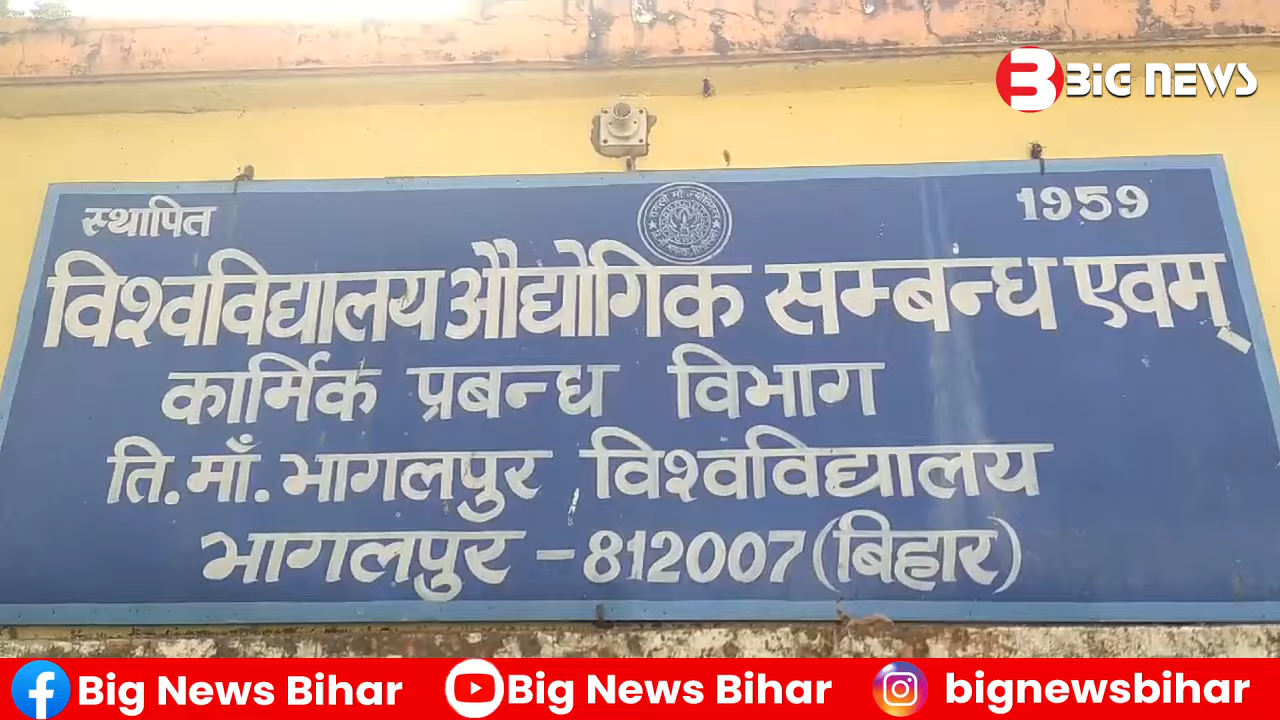 BIG NEWS
स्थापित 1959
विश्वविद्यालय औद्योगिक सम्बन्ध एवम्
कार्मिक प्रबन्ध विभाग
ति.माँ.भागलपुर विश्वविद्यालय
भागलपुर - 812007 (बिहार)
Big News Bihar Big News Bihar bignewsbihar